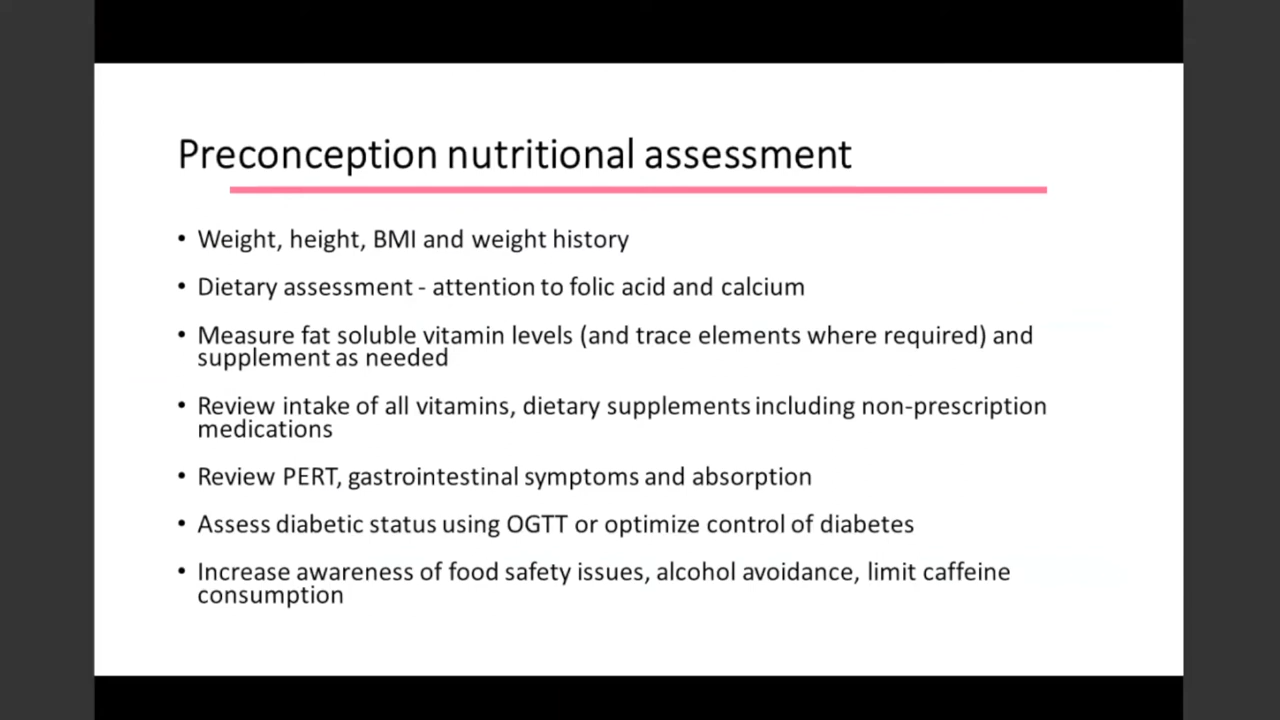 Preconception nutritional assessment
• Weight, height, BMI and weight history
• Dietary assessment - attention to folic acid and calcium
• Measure fat soluble vitamin levels (and trace elements where required) and
supplement as needed
• Review intake of all vitamins, dietary supplements including non-prescription
medications
• Review PERT, gastrointestinal symptoms and absorption
• Assess diabetic status using OGTT or optimize control of diabetes
• Increase awareness of food safety issues, alcohol avoidance, limit caffeine
consumption